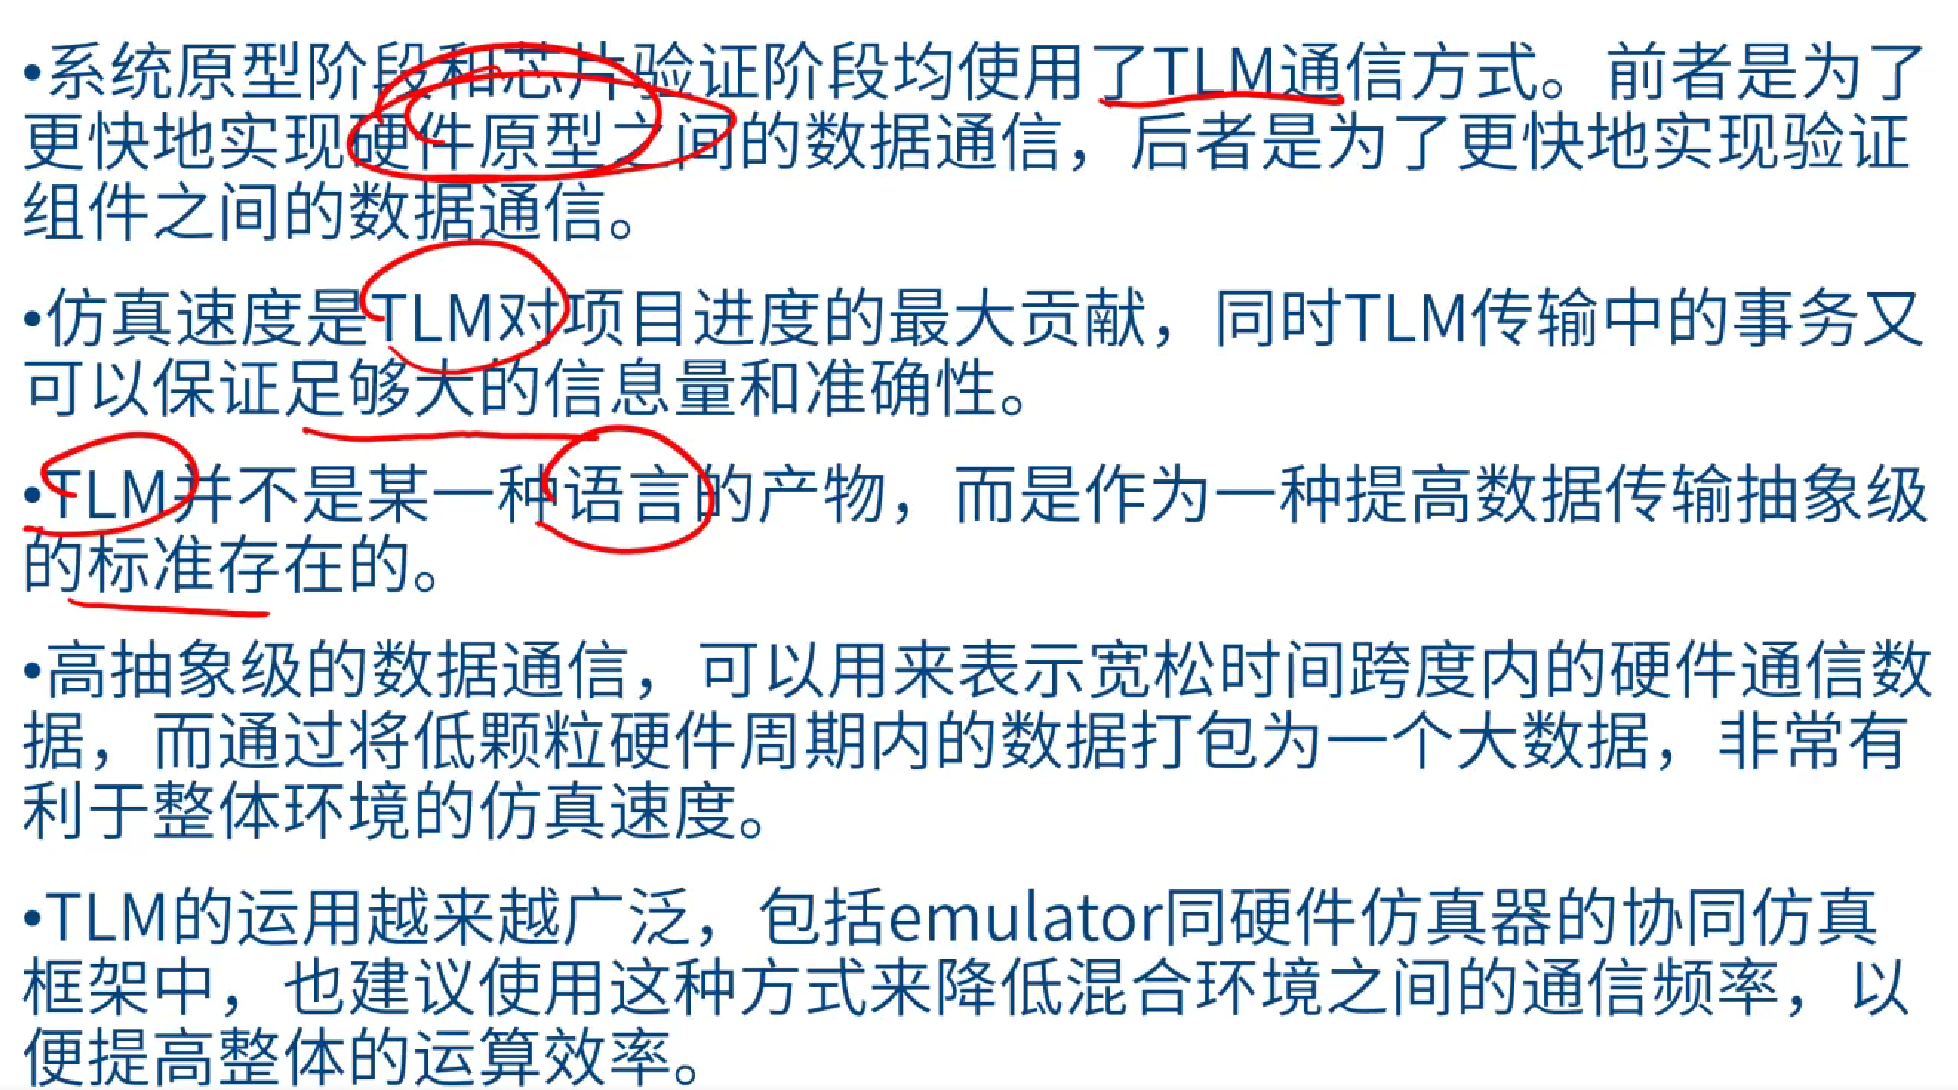 •系统原型阶段和芯片验证阶段均使用了TLM通信方式。前者是为了
更快地实现硬件原型之间的数据通信，后者是为了更快地实现验证
组件之间的数据通信。
•仿真速度是TLM对项目进度的最大贡献，同时TLM传输中的事务又
可以保证足够大的信息量和准确性。
•TLM并不是某一种语言的产物，而是作为一种提高数据传输抽象级
的标准存在的。
•高抽象级的数据通信，可以用来表示宽松时间跨度内的硬件通信数
据，而通过将低颗粒硬件周期内的数据打包为一个大数据，非常有
利于整体环境的仿真速度。
•TLM的运用越来越广泛，包括emulator同硬件仿真器的协同仿真
框架中，也建议使用这种方式来降低混合环境之间的通信频率，以
便提高整体的运算效率。